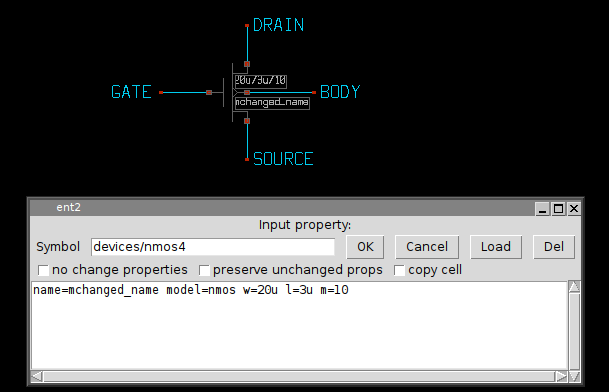 DRAIN
20u/3u/10
GATE
BODY
mchanged_name
SOURCE
ent2
Input property:
Symbol devices/nmos4 OK Cancel Load Del
no change properties preserve unchanged props copy cell
name=mchanged_name model=nmos w=20u l=3u m=10